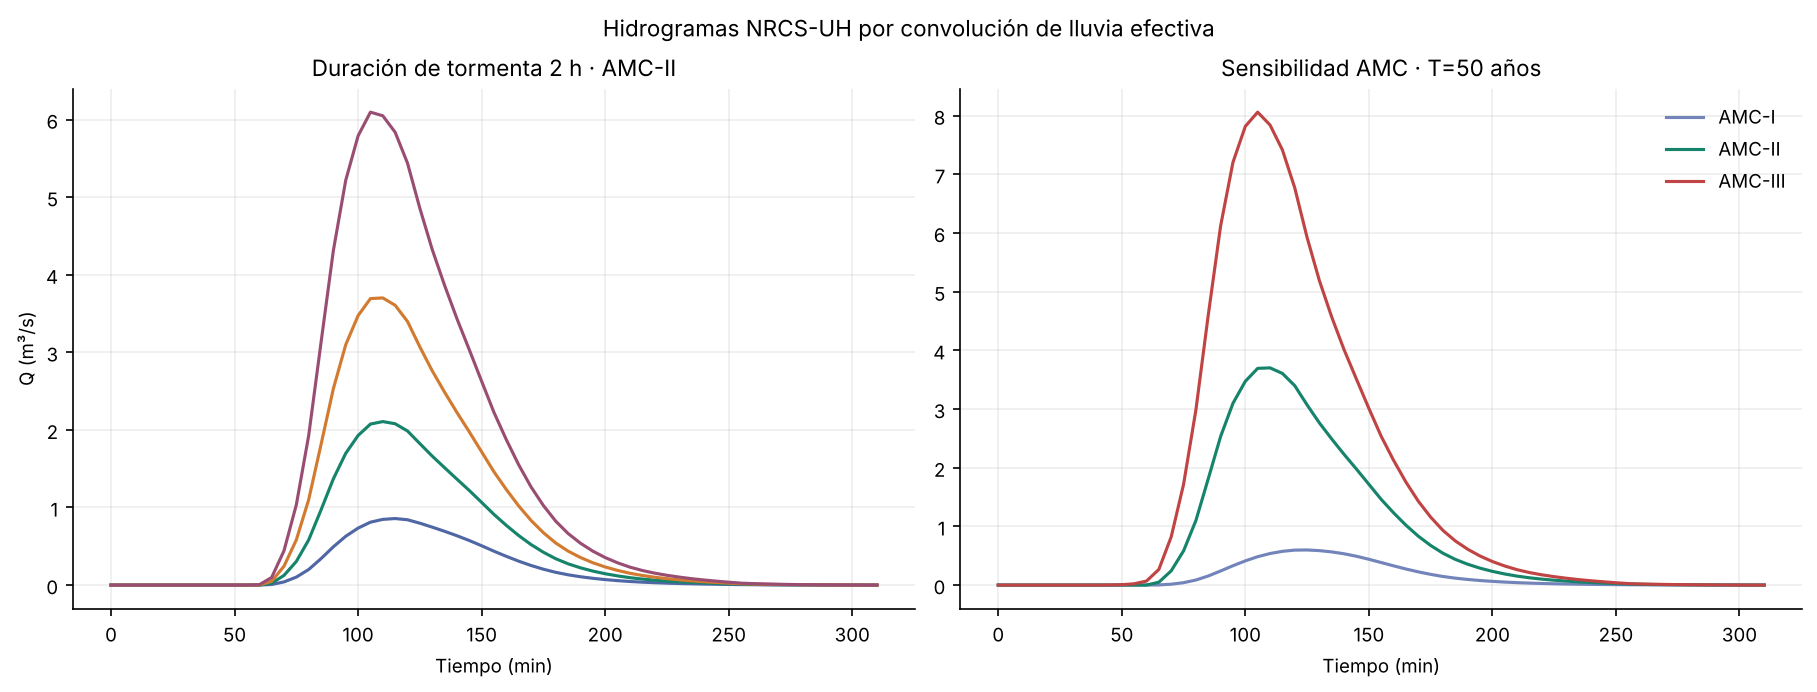 Hidrogramas NRCS-UH por convolución de lluvia efectiva
Duración de tormenta 2 h · AMC-II
Q (m³/s)
6
5
4
3
2
1
0
0 50 100 150 200 250 300
Tiempo (min)
Sensibilidad AMC · T=50 años
AMC-I
AMC-II
AMC-III
8
7
6
5
4
3
2
1
0
0 50 100 150 200 250 300
Tiempo (min)